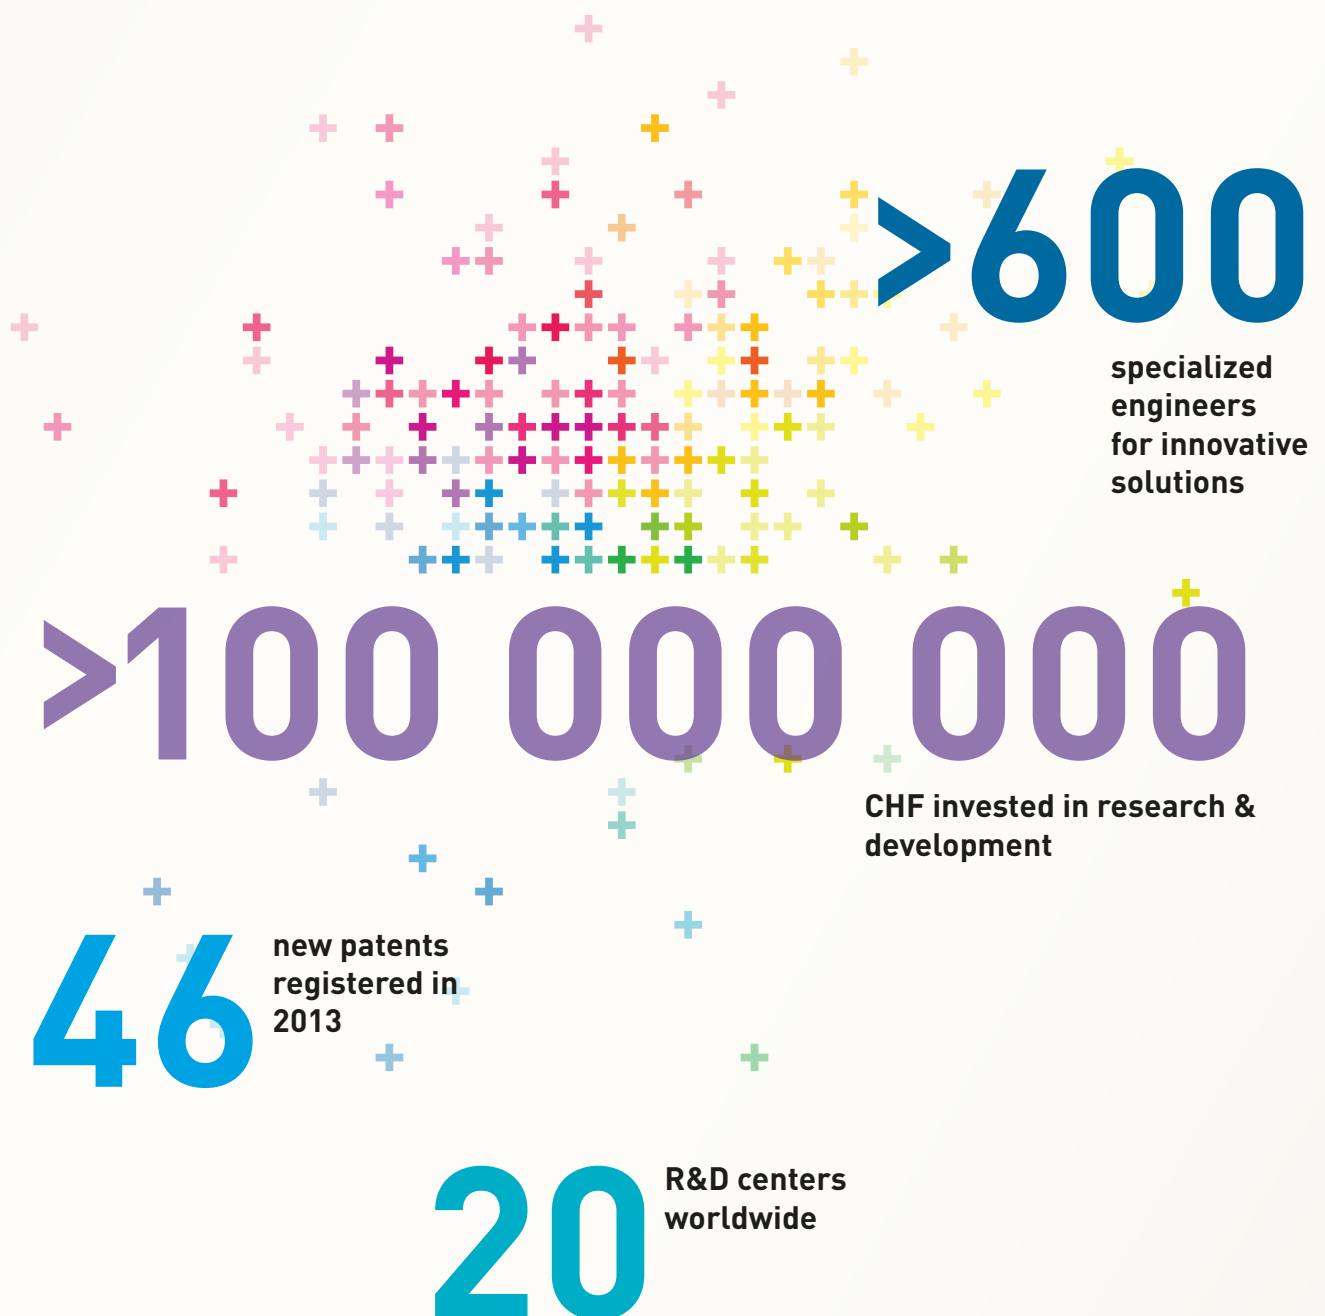 >600
specialized
engineers
for innovative
solutions
>100 000 000
CHF invested in research &
development
46
new patents
registered in
2013
20
R&D centers
worldwide